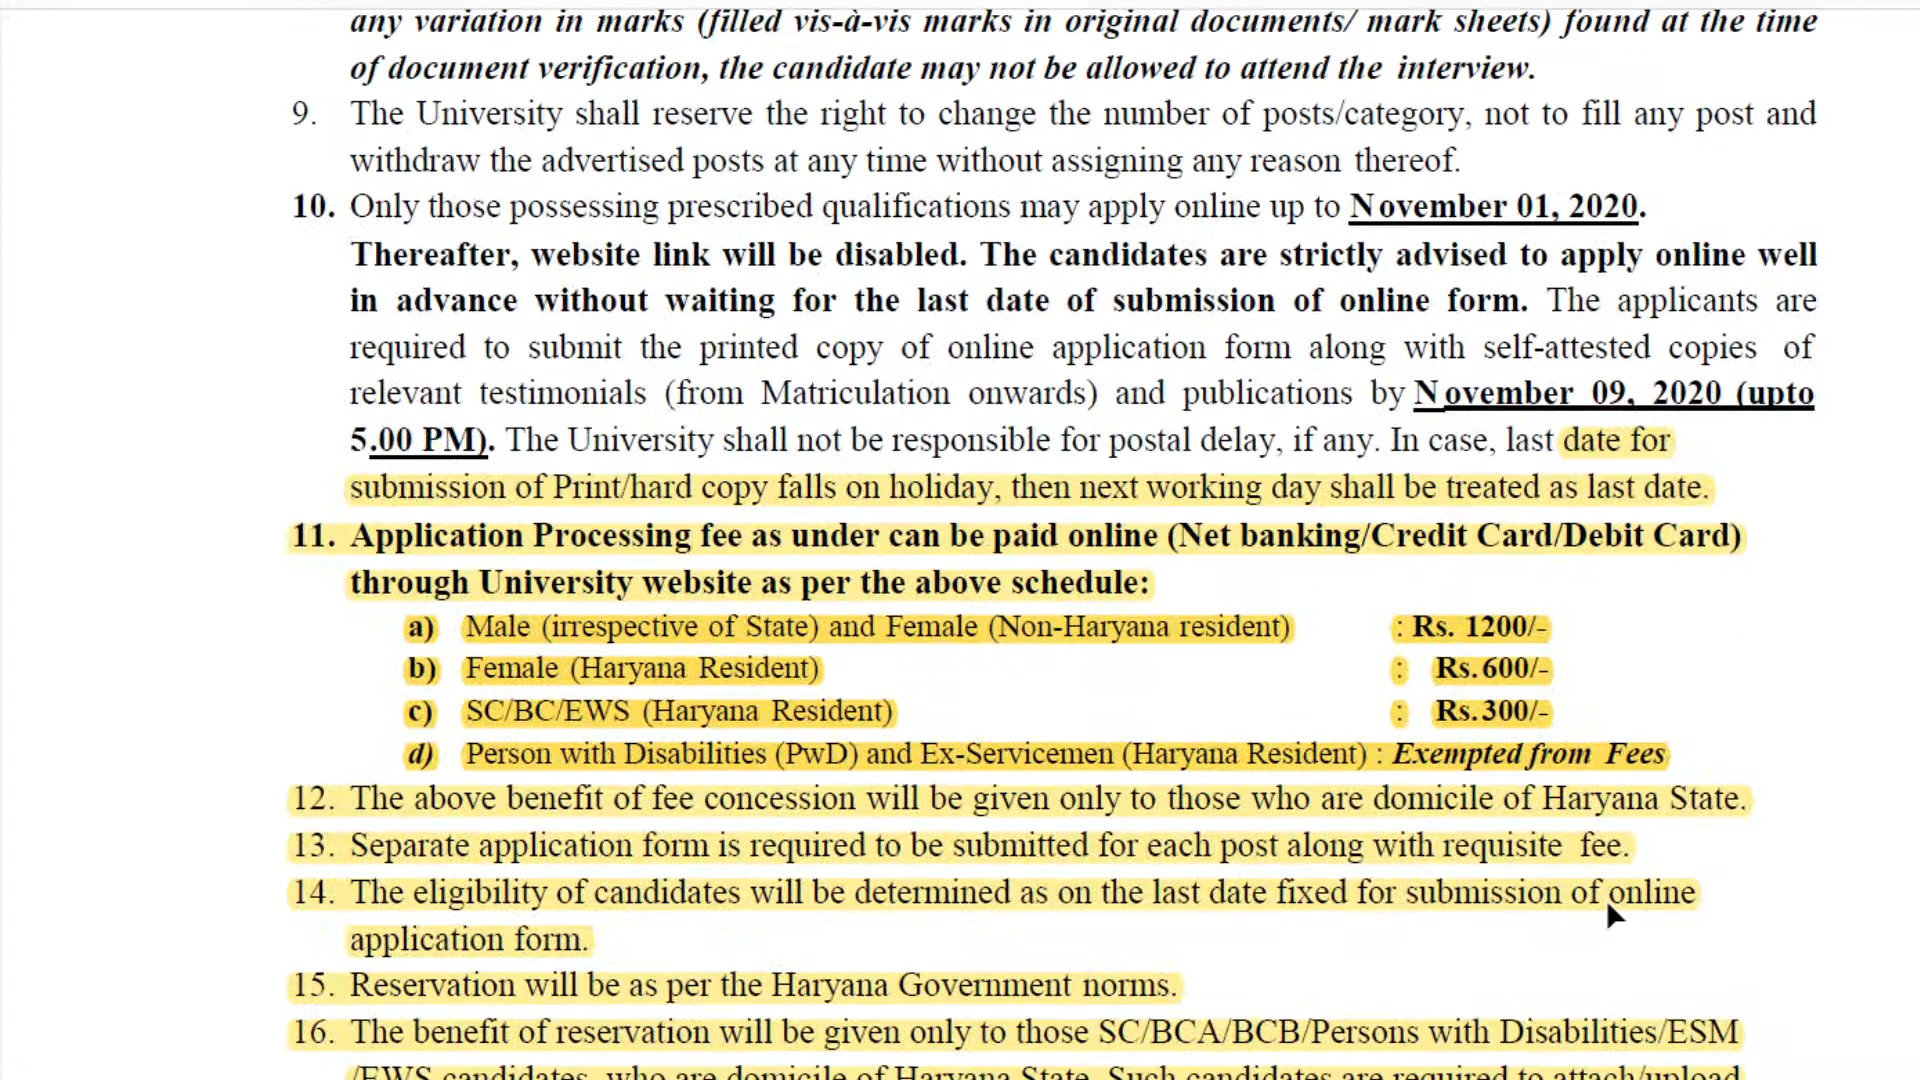 any variation in marks (filled vis-à-vis marks in original documents/ mark sheets) found at the time
of document verification, the candidate may not be allowed to attend the interview.
9. The University shall reserve the right to change the number of posts/category, not to fill any post and
withdraw the advertised posts at any time without assigning any reason thereof.
10. Only those possessing prescribed qualifications may apply online up to November 01, 2020.
Thereafter, website link will be disabled. The candidates are strictly advised to apply online well
in advance without waiting for the last date of submission of online form. The applicants are
required to submit the printed copy of online application form along with self-attested copies of
relevant testimonials (from Matriculation onwards) and publications by November 09, 2020 (upto
5.00 PM). The University shall not be responsible for postal delay, if any. In case, last date for
submission of Print/hard copy falls on holiday, then next working day shall be treated as last date.
11. Application Processing fee as under can be paid online (Net banking/Credit Card/Debit Card)
through University website as per the above schedule:
a) Male (irrespective of State) and Female (Non-Haryana resident) : Rs. 1200/-
b) Female (Haryana Resident) : Rs.600/-
c) SC/BC/EWS (Haryana Resident) : Rs.300/-
d) Person with Disabilities (PwD) and Ex-Servicemen (Haryana Resident) : Exempted from Fees
12. The above benefit of fee concession will be given only to those who are domicile of Haryana State.
13. Separate application form is required to be submitted for each post along with requisite fee.
14. The eligibility of candidates will be determined as on the last date fixed for submission of online
application form.
15. Reservation will be as per the Haryana Government norms.
16. The benefit of reservation will be given only to those SC/BCA/BCB/Persons with Disabilities/ESM
/EWS candidates, who are domicile of Haryana State. Such candidates are required to attach/upload